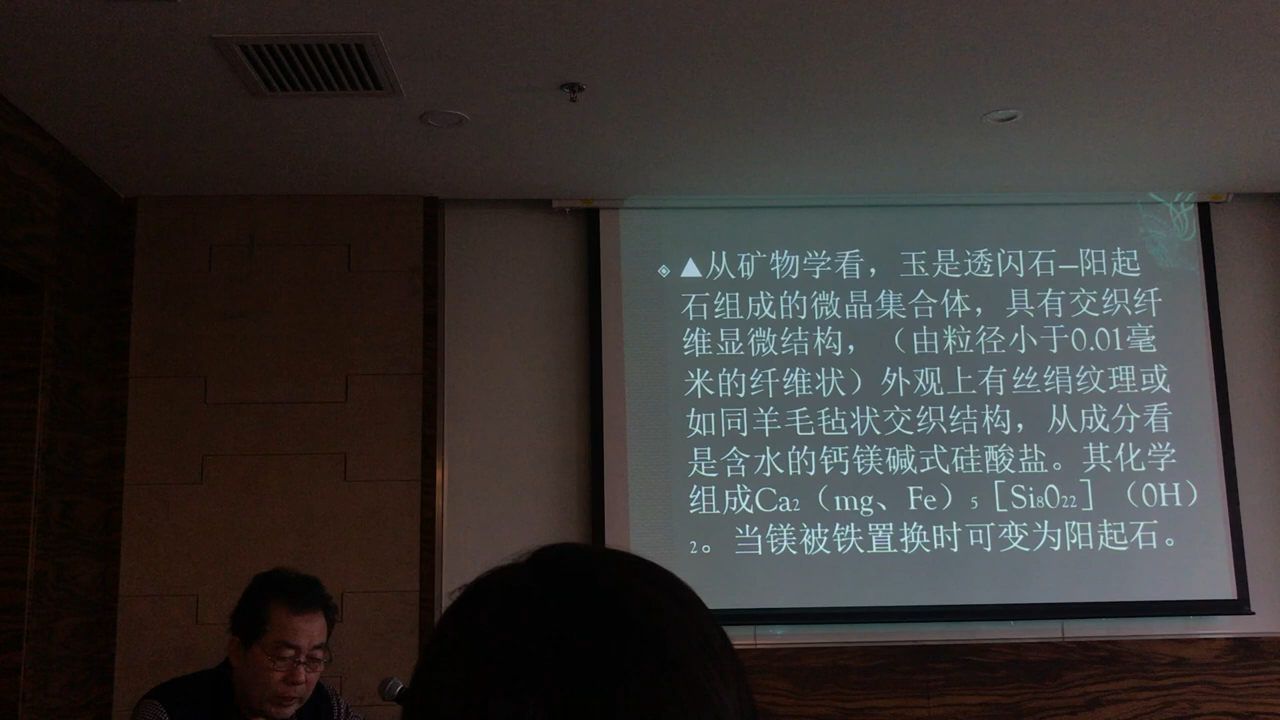 ▲从矿物学看，玉是透闪石—阳起
石组成的微晶集合体，具有交织纤
维显微结构，（由粒径小于0.01毫
米的纤维状）外观上有丝绢纹理或
如同羊毛毡状交织结构，从成分看
是含水的钙镁碱式硅酸盐。其化学
组成Ca₂（mg、Fe）₅［Si₈O₂₂］（OH）
₂。当镁被铁置换时可变为阳起石。